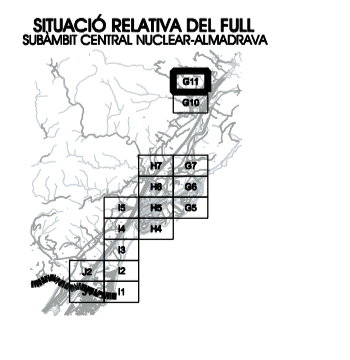 SITUACIÓ RELATIVA DEL FULL
SUBÀMBIT CENTRAL NUCLEAR-ALMADRAVA
G11
G10
H7 G7
H6 G6
I5 H5 G5
I4 H4
I3
J2 I2
I1